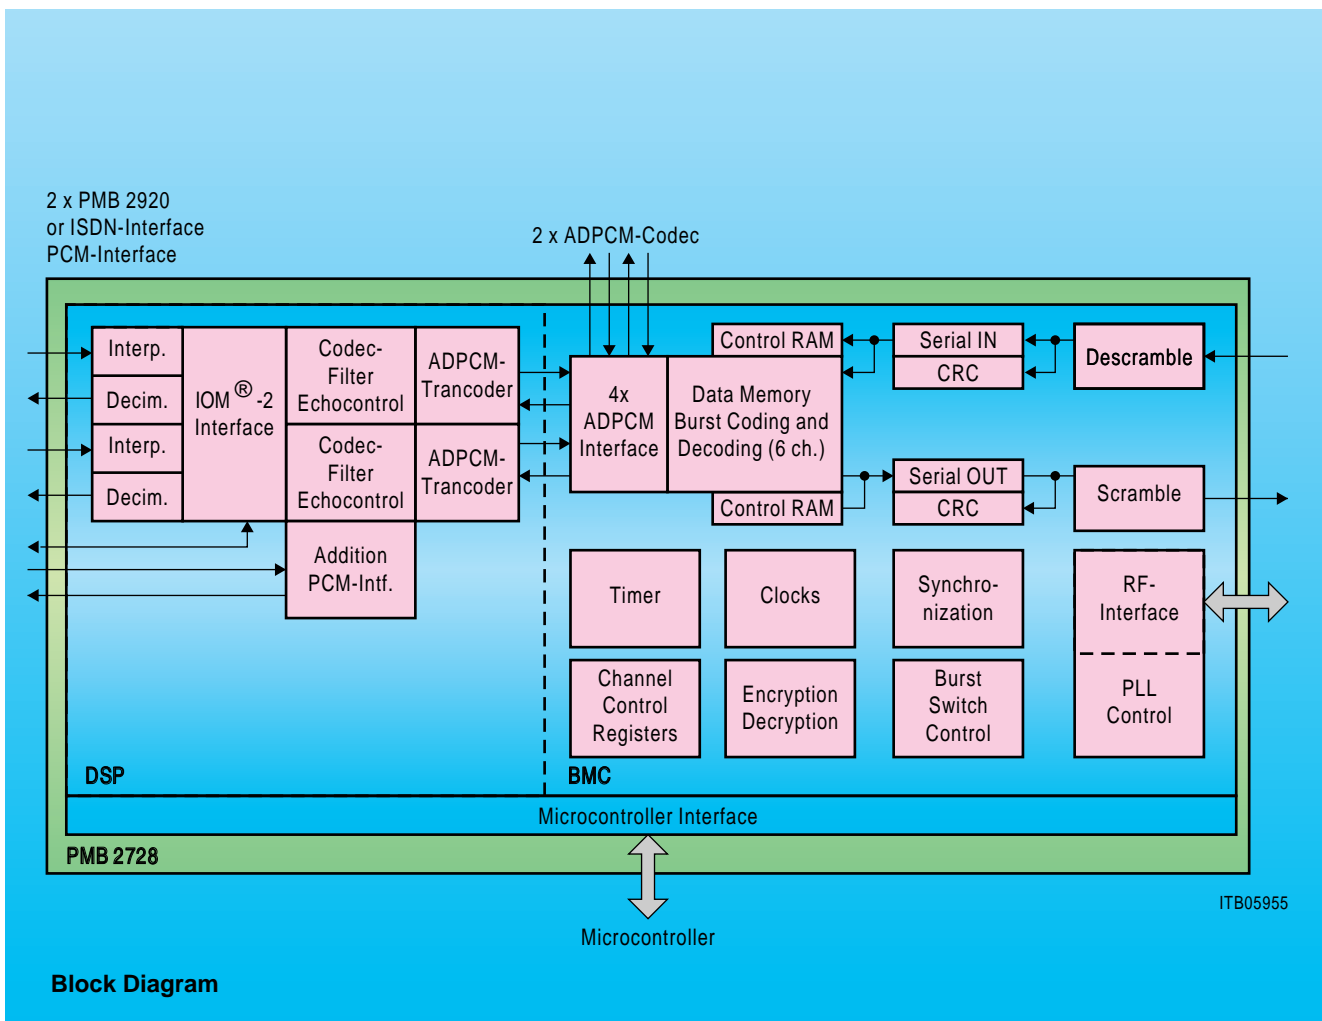 2 x PMB 2920
or ISDN-Interface
PCM-Interface
2 x ADPCM-Codec
Interp.
Decim.
Interp.
Decim.
IOM®-2
Interface
Codec-
Filter
Echocontrol
Codec-
Filter
Echocontrol
ADPCM-
Trancoder
ADPCM-
Trancoder
Addition
PCM-Intf.
4x
ADPCM
Interface
Control RAM
Data Memory
Burst Coding and
Decoding (6 ch.)
Control RAM
Serial IN
CRC
Descramble
Serial OUT
CRC
Scramble
Timer
Clocks
Synchro-
nization
RF-
Interface
Channel
Control
Registers
Encryption
Decryption
Burst
Switch
Control
PLL
Control
DSP
BMC
Microcontroller Interface
PMB 2728
ITB05955
Microcontroller
Block Diagram